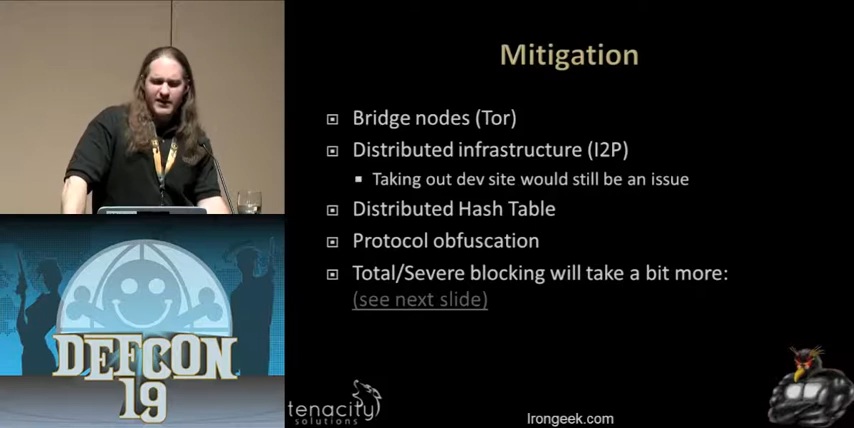 Mitigation
Bridge nodes (Tor)
Distributed infrastructure (I2P)
Taking out dev site would still be an issue
Distributed Hash Table
Protocol obfuscation
Total/Severe blocking will take a bit more:
(see next slide)
DEFCON
19
tenacity
solutions
Irongeek.com